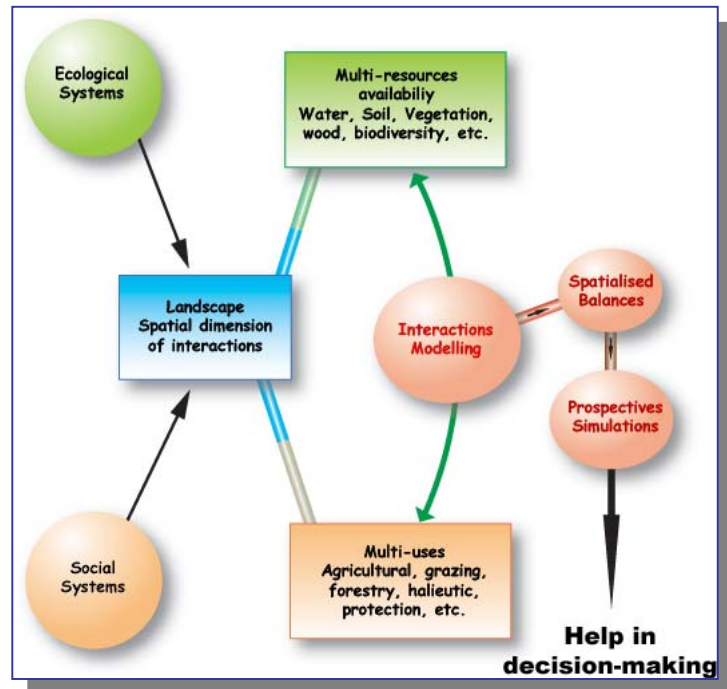 Ecological
Systems
Multi-resources
availabiliy
Water, Soil, Vegetation,
wood, biodiversity, etc.
Landscape
Spatial dimension
of interactions
Interactions
Modelling
Spatialised
Balances
Prospectives
Simulations
Social
Systems
Multi-uses
Agricultural, grazing,
forestry, halieutic,
protection, etc.
Help in
decision-making